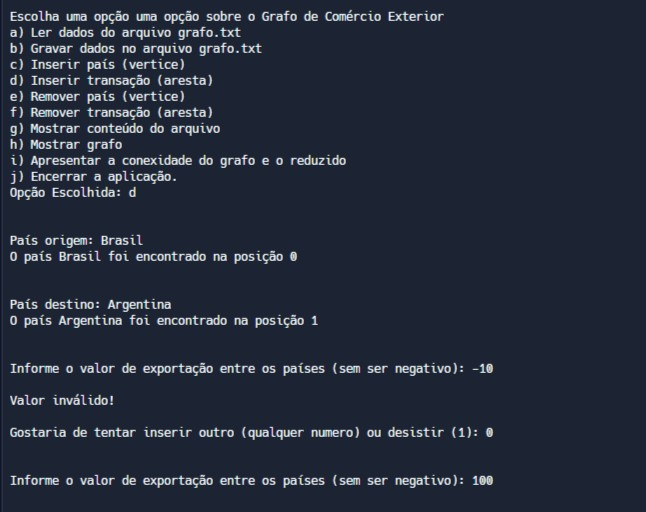 Escolha uma opção uma opção sobre o Grafo de Comércio Exterior
a) Ler dados do arquivo grafo.txt
b) Gravar dados no arquivo grafo.txt
c) Inserir país (vertice)
d) Inserir transação (aresta)
e) Remover país (vertice)
f) Remover transação (aresta)
g) Mostrar conteúdo do arquivo
h) Mostrar grafo
i) Apresentar a conexidade do grafo e o reduzido
j) Encerrar a aplicação.
Opção Escolhida: d
País origem: Brasil
O país Brasil foi encontrado na posição 0
País destino: Argentina
O país Argentina foi encontrado na posição 1
Informe o valor de exportação entre os países (sem ser negativo): -10
Valor inválido!
Gostaria de tentar inserir outro (qualquer numero) ou desistir (1): 0
Informe o valor de exportação entre os países (sem ser negativo): 100